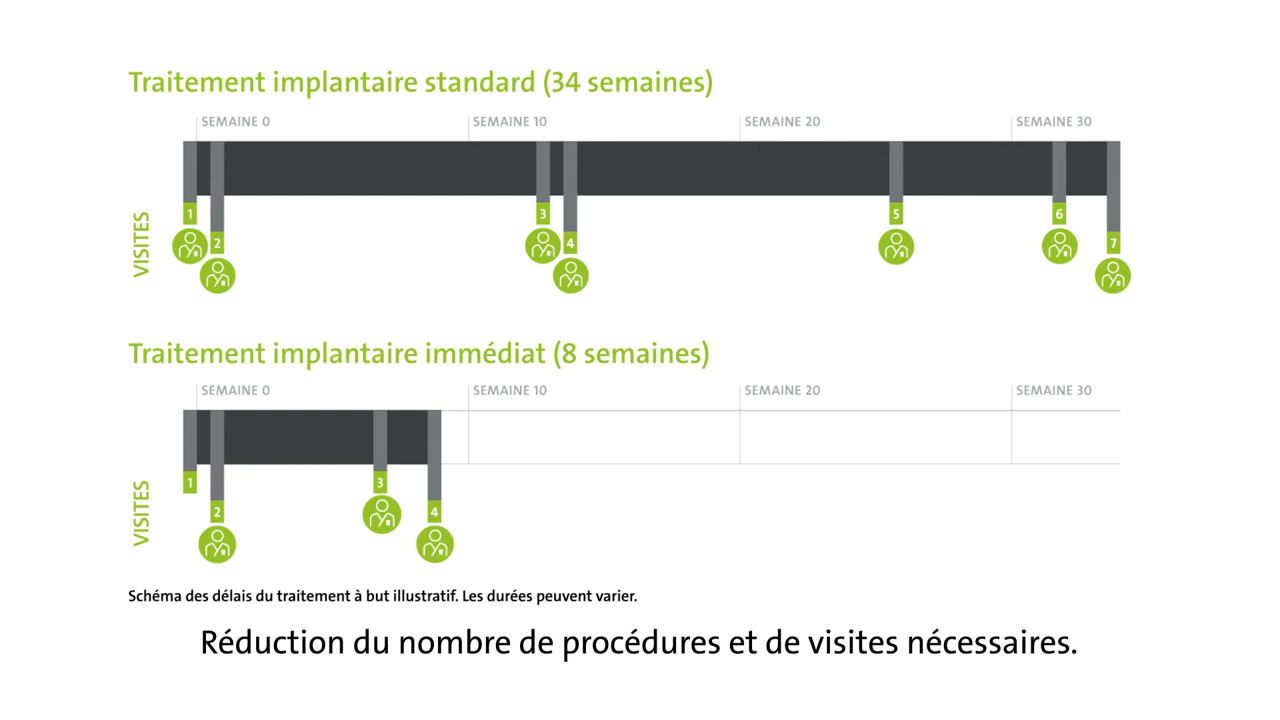 Traitement implantaire standard (34 semaines)
SEMAINE 0 SEMAINE 10 SEMAINE 20 SEMAINE 30
VISITES
1 2 3 4 5 6 7
Traitement implantaire immédiat (8 semaines)
SEMAINE 0 SEMAINE 10 SEMAINE 20 SEMAINE 30
VISITES
1 2 3 4
Schéma des délais du traitement à but illustratif. Les durées peuvent varier.
Réduction du nombre de procédures et de visites nécessaires.